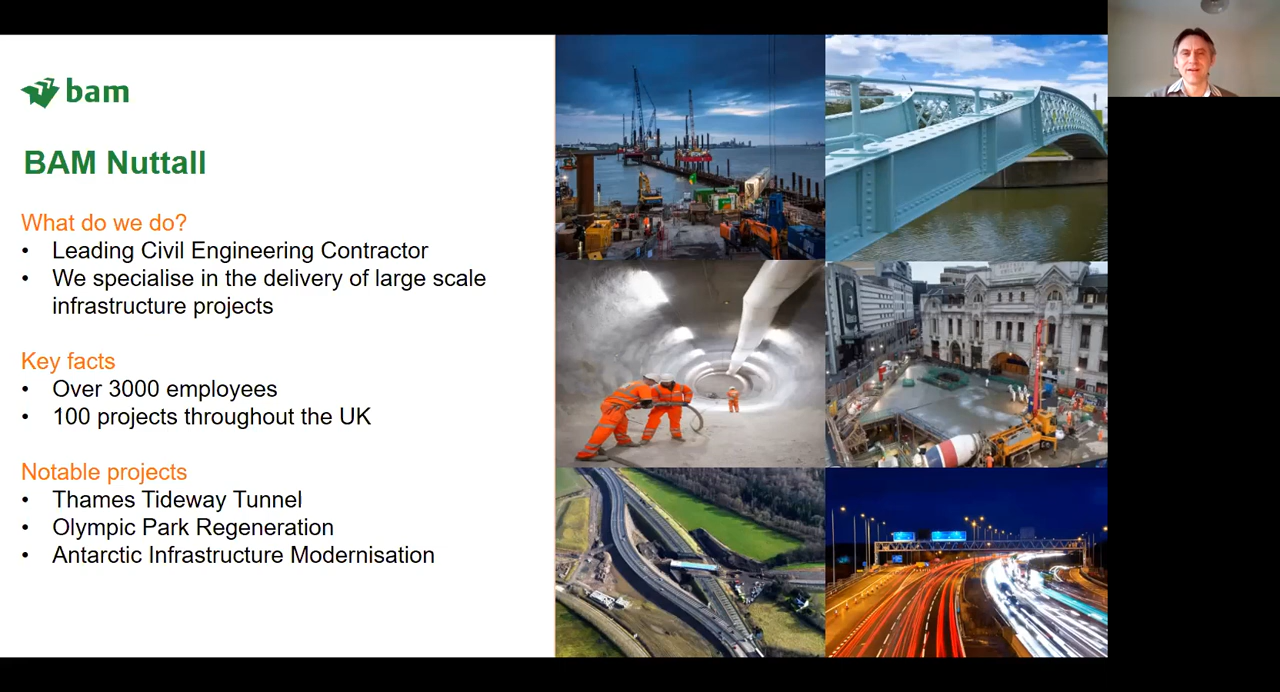 bam
BAM Nuttall
What do we do?
• Leading Civil Engineering Contractor
• We specialise in the delivery of large scale
infrastructure projects
Key facts
• Over 3000 employees
• 100 projects throughout the UK
Notable projects
• Thames Tideway Tunnel
• Olympic Park Regeneration
• Antarctic Infrastructure Modernisation